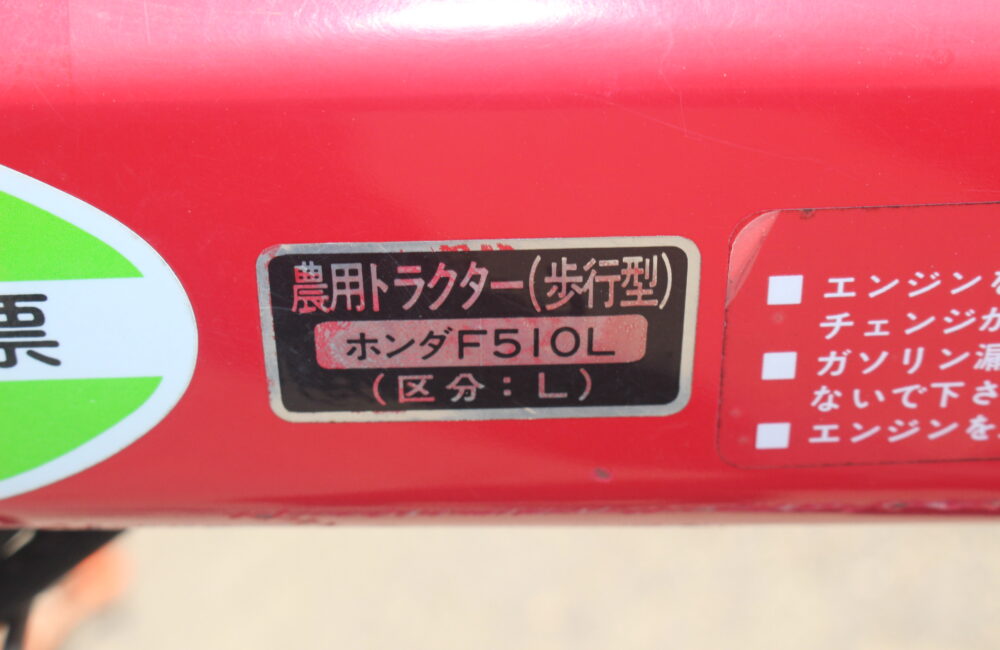 票
農用トラクター(歩行型)
ホンダF510L
(区分:L)
■ エンジンを
チェンジが
■ ガソリン漏
ないで下さ
■ エンジンを